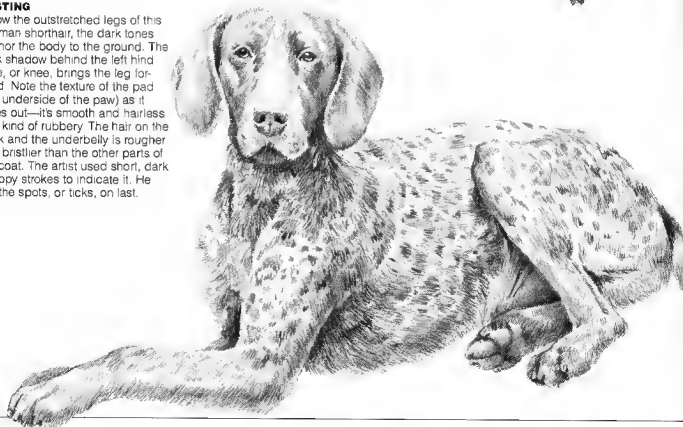 STING
ow the outstretched legs of this
man shorthair, the dark tones
hor the body to the ground. The
k shadow behind the left hind
e, or knee, brings the leg for-
d Note the texture of the pad
underside of the paw) as it
es out—it's smooth and hairless
kind of rubbery The hair on the
k and the underbelly is rougher
bristlier than the other parts of
coat. The artist used short, dark
ppy strokes to indicate it. He
the spots, or ticks, on last.